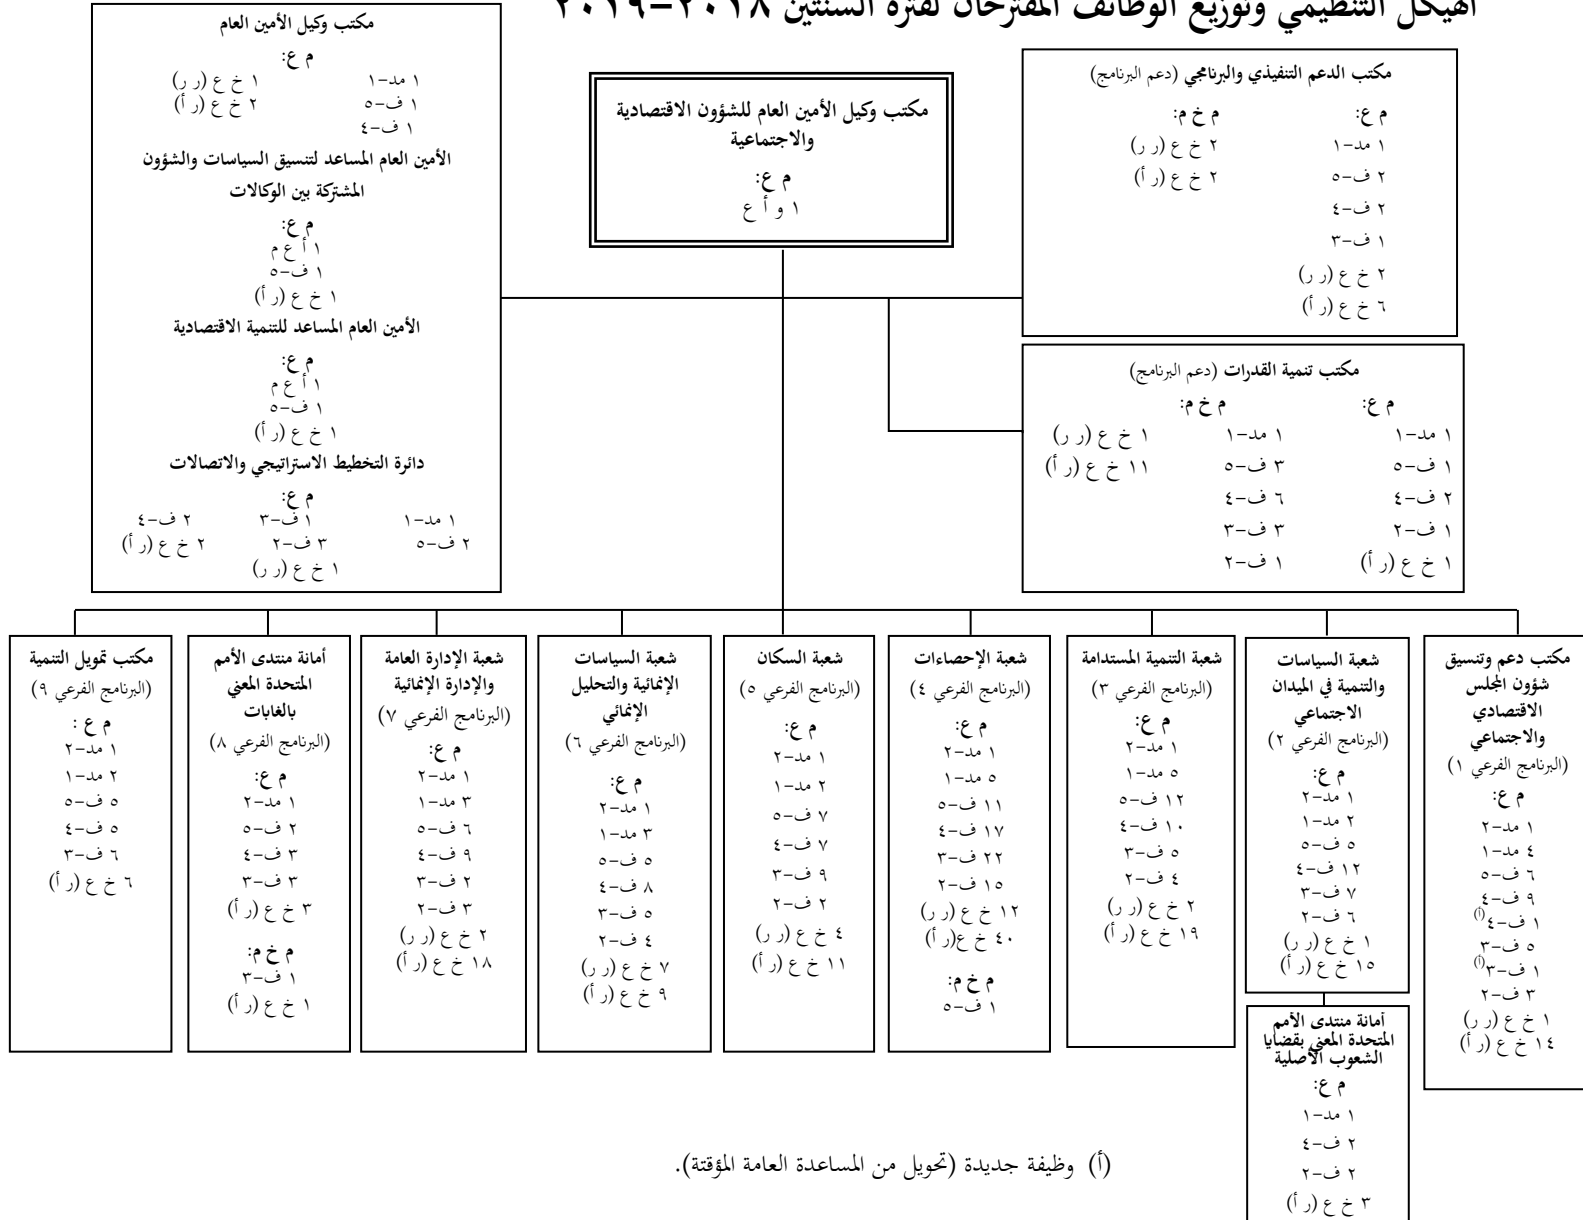 الهيكل التنظيمي وتوزيع الوظائف المقترحان لفترة السنتين ٢٠١٨-٢٠١٩
مكتب وكيل الأمين العام للشؤون الاقتصادية
والاجتماعية
م ع:
١ و أ ع
مكتب الدعم التنفيذي والبرنامجي (دعم البرنامج)
م ع:
١ مد-١
٢ ف-٥
٢ ف-٤
١ ف-٣
٢ خ ع (ر ر)
٦ خ ع (ر أ)
م خ م:
٢ خ ع (ر ر)
٢ خ ع (ر أ)
مكتب تنمية القدرات (دعم البرنامج)
م ع:
١ مد-١
١ ف-٥
٢ ف-٤
١ ف-٢
١ خ ع (ر أ)
م خ م:
١ مد-١
٣ ف-٥
٦ ف-٤
٣ ف-٣
١ ف-٢
١ خ ع (ر ر)
١١ خ ع (ر أ)
مكتب وكيل الأمين العام
م ع:
١ مد-١ ١ خ ع (ر ر)
١ ف-٥ ٢ خ ع (ر أ)
١ ف-٤
الأمين العام المساعد لتنسيق السياسات والشؤون
المشتركة بين الوكالات
م ع:
١ أ ع م
١ ف-٥
١ خ ع (ر أ)
الأمين العام المساعد للتنمية الاقتصادية
م ع:
١ أ ع م
١ ف-٥
١ خ ع (ر أ)
دائرة التخطيط الاستراتيجي والاتصالات
م ع:
١ مد-١ ١ ف-٣ ٢ ف-٤
٢ ف-٥ ٣ ف-٢ ٢ خ ع (ر أ)
١ خ ع (ر ر)
مكتب دعم وتنسيق
شؤون المجلس
الاقتصادي
والاجتماعي
(البرنامج الفرعي ١)
م ع:
١ مد-٢
٤ مد-١
٦ ف-٥
٩ ف-٤
١ ف-٤(أ)
٥ ف-٣
١ ف-٣(أ)
٣ ف-٢
١ خ ع (ر ر)
١٤ خ ع (ر أ)
شعبة السياسات
والتنمية في الميدان
الاجتماعي
(البرنامج الفرعي ٢)
م ع:
١ مد-٢
٢ مد-١
٥ ف-٥
١٢ ف-٤
٧ ف-٣
٦ ف-٢
١ خ ع (ر ر)
١٥ خ ع (ر أ)
أمانة منتدى الأمم
المتحدة المعني بقضايا
الشعوب الأصلية
م ع:
١ مد-١
٢ ف-٤
٢ ف-٢
٣ خ ع (ر أ)
شعبة التنمية المستدامة
(البرنامج الفرعي ٣)
م ع:
١ مد-٢
٥ مد-١
١٢ ف-٥
١٠ ف-٤
٥ ف-٣
٤ ف-٢
٢ خ ع (ر ر)
١٩ خ ع (ر أ)
شعبة الإحصاءات
(البرنامج الفرعي ٤)
م ع:
١ مد-٢
٥ مد-١
١١ ف-٥
١٧ ف-٤
٢٢ ف-٣
١٥ ف-٢
١٢ خ ع (ر ر)
٤٠ خ ع(ر أ)
م خ م:
١ ف-٥
شعبة السكان
(البرنامج الفرعي ٥)
م ع:
١ مد-٢
٢ مد-١
٧ ف-٥
٧ ف-٤
٩ ف-٣
٢ ف-٢
٤ خ ع (ر ر)
١١ خ ع (ر أ)
شعبة السياسات
الإنمائية والتحليل
الإنمائي
(البرنامج الفرعي ٦)
م ع:
١ مد-٢
٣ مد-١
٥ ف-٥
٨ ف-٤
٥ ف-٣
٤ ف-٢
٧ خ ع (ر ر)
٩ خ ع (ر أ)
شعبة الإدارة العامة
والإدارة الإنمائية
(البرنامج الفرعي ٧)
م ع:
١ مد-٢
٣ مد-١
٦ ف-٥
٩ ف-٤
٢ ف-٣
٣ ف-٢
٢ خ ع (ر ر)
١٨ خ ع (ر أ)
أمانة منتدى الأمم
المتحدة المعني
بالغابات
(البرنامج الفرعي ٨)
م ع:
١ مد-٢
٢ ف-٥
٣ ف-٤
٣ ف-٣
٣ خ ع (ر أ)
م خ م:
١ ف-٣
١ خ ع (ر أ)
مكتب تمويل التنمية
(البرنامج الفرعي ٩)
م ع :
١ مد-٢
٢ مد-١
٥ ف-٥
٥ ف-٤
٦ ف-٣
٦ خ ع (ر أ)
(أ) وظيفة جديدة (تحويل من المساعدة العامة المؤقتة).